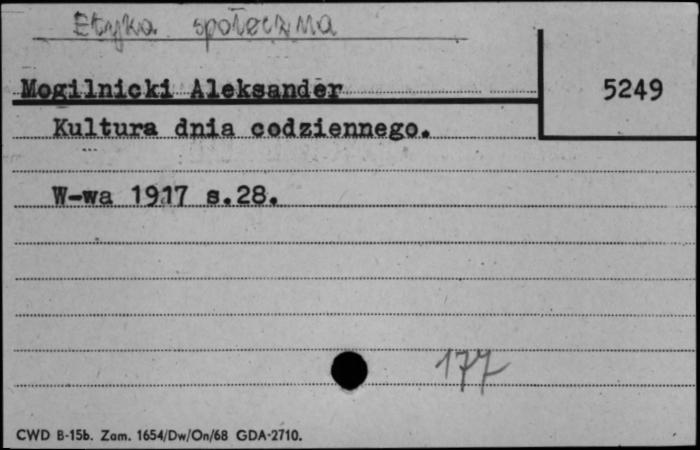 Etyka społeczna
Mogilnicki Aleksander
5249
Kultura dnia codziennego.
W-wa 1917 s.28.
177
CWD B-15b. Zam. 1654/Dw/On/68 GDA-2710.